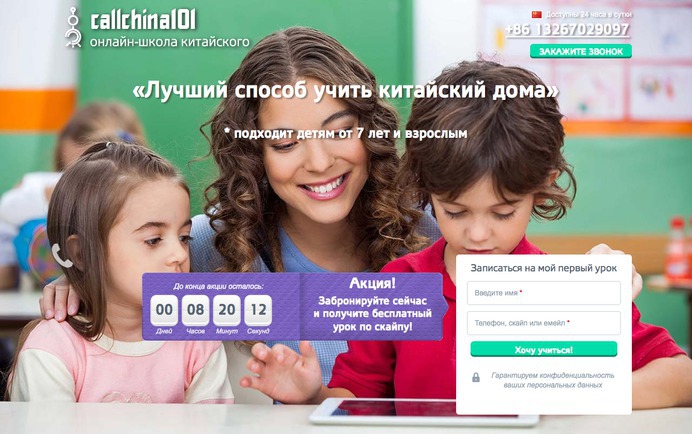 callchina101
онлайн-школа китайского
Доступны 24 часа в сутки
+86 13267029097
ЗАКАЖИТЕ ЗВОНОК
«Лучший способ учить китайский дома»
* подходит детям от 7 лет и взрослым
До конца акции осталось:
00 08 20 12
Дней Часов Минут Секунд
Акция!
Забронируйте сейчас
и получите бесплатный
урок по скайпу!
Записаться на мой первый урок
Введите имя *
Телефон, скайп или емейл *
Хочу учиться!
Гарантируем конфиденциальность
ваших персональных данных